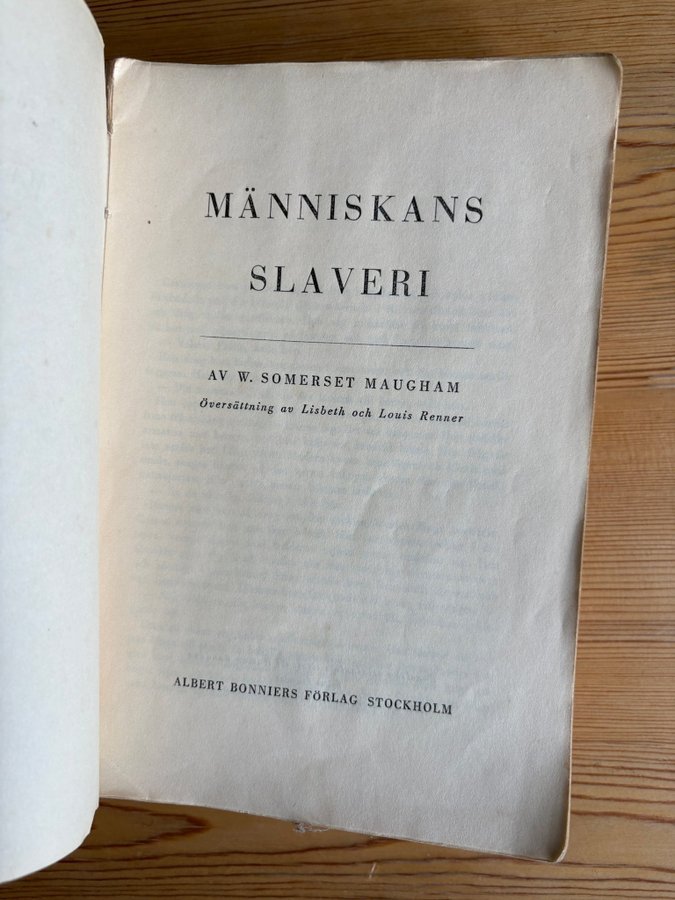 MÄNNISKANS
SLAVERI
AV W. SOMERSET MAUGHAM
Översättning av Lisbeth och Louis Renner
ALBERT BONNIERS FÖRLAG STOCKHOLM